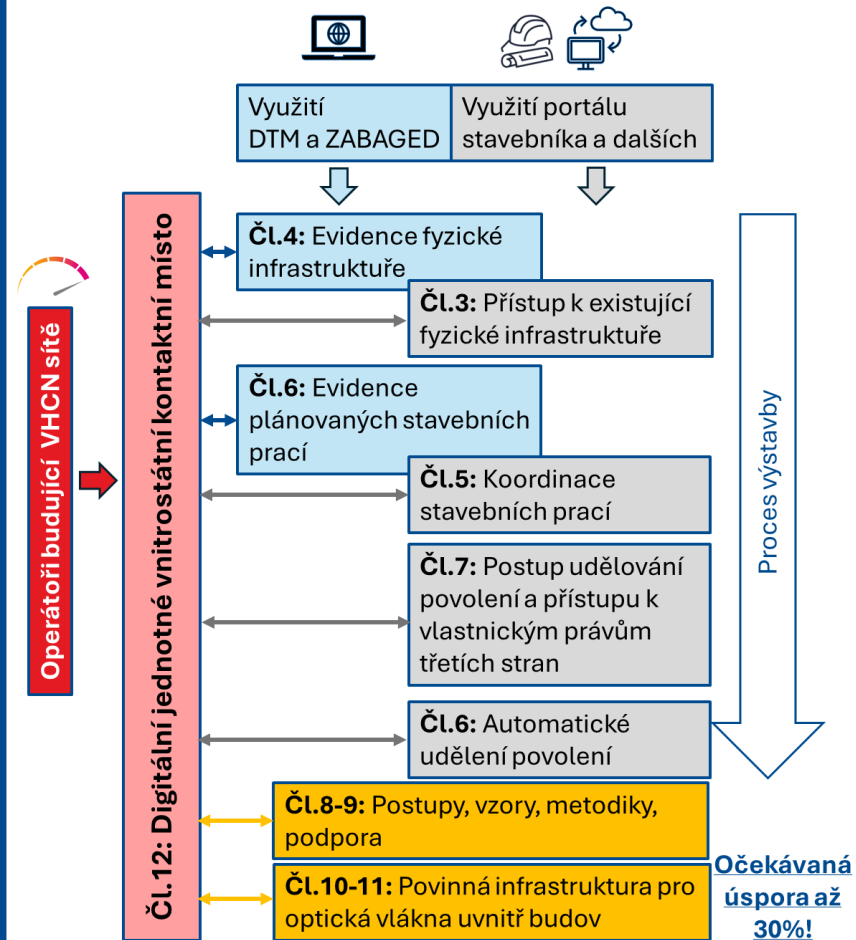 Využití
DTM a ZABAGED
Využití portálu
stavebníka a dalších
Operátoři budující VHCN sítě
Čl.12: Digitální jednotné vnitrostátní kontaktní místo
Čl.4: Evidence fyzické
infrastruktuře
Čl.3: Přístup k existující
fyzické infrastruktuře
Čl.6: Evidence
plánovaných stavebních
prací
Čl.5: Koordinace
stavebních prací
Čl.7: Postup udělování
povolení a přístupu k
vlastnickým právům
třetích stran
Čl.6: Automatické
udělení povolení
Čl.8-9: Postupy, vzory, metodiky,
podpora
Čl.10-11: Povinná infrastruktura pro
optická vlákna uvnitř budov
Proces výstavby
Očekávaná
úspora až
30%!